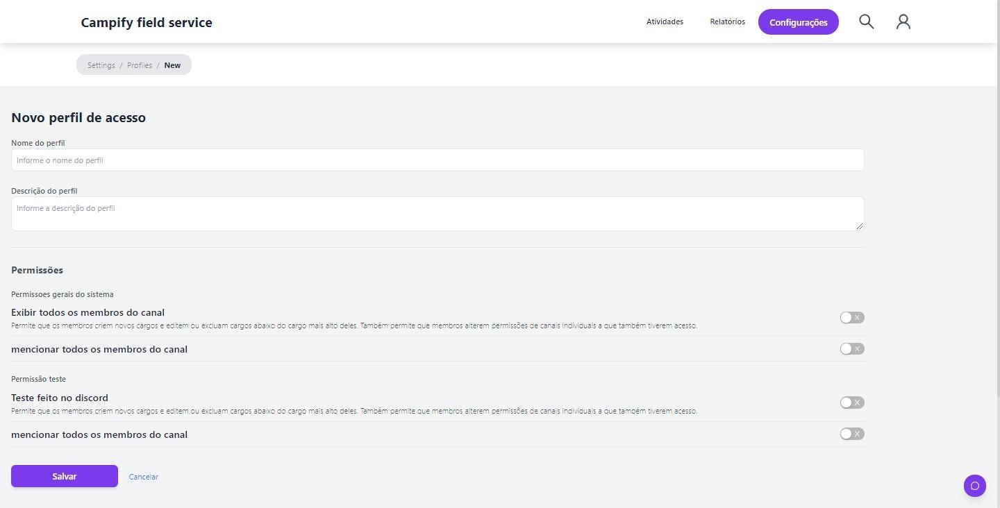 Campify field service
Atividades
Relatórios
Configurações
Settings / Profiles / New
Novo perfil de acesso
Nome do perfil
Informe o nome do perfil
Descrição do perfil
Informe a descrição do perfil
Permissões
Permissoes gerais do sistema
Exibir todos os membros do canal
Permite que os membros criem novos cargos e editem ou excluam cargos abaixo do cargo mais alto deles. Também permite que membros alterem permissões de canais individuais a que também tiverem acesso.
mencionar todos os membros do canal
Permissão teste
Teste feito no discord
Permite que os membros criem novos cargos e editem ou excluam cargos abaixo do cargo mais alto deles. Também permite que membros alterem permissões de canais individuais a que também tiverem acesso.
mencionar todos os membros do canal
Salvar
Cancelar